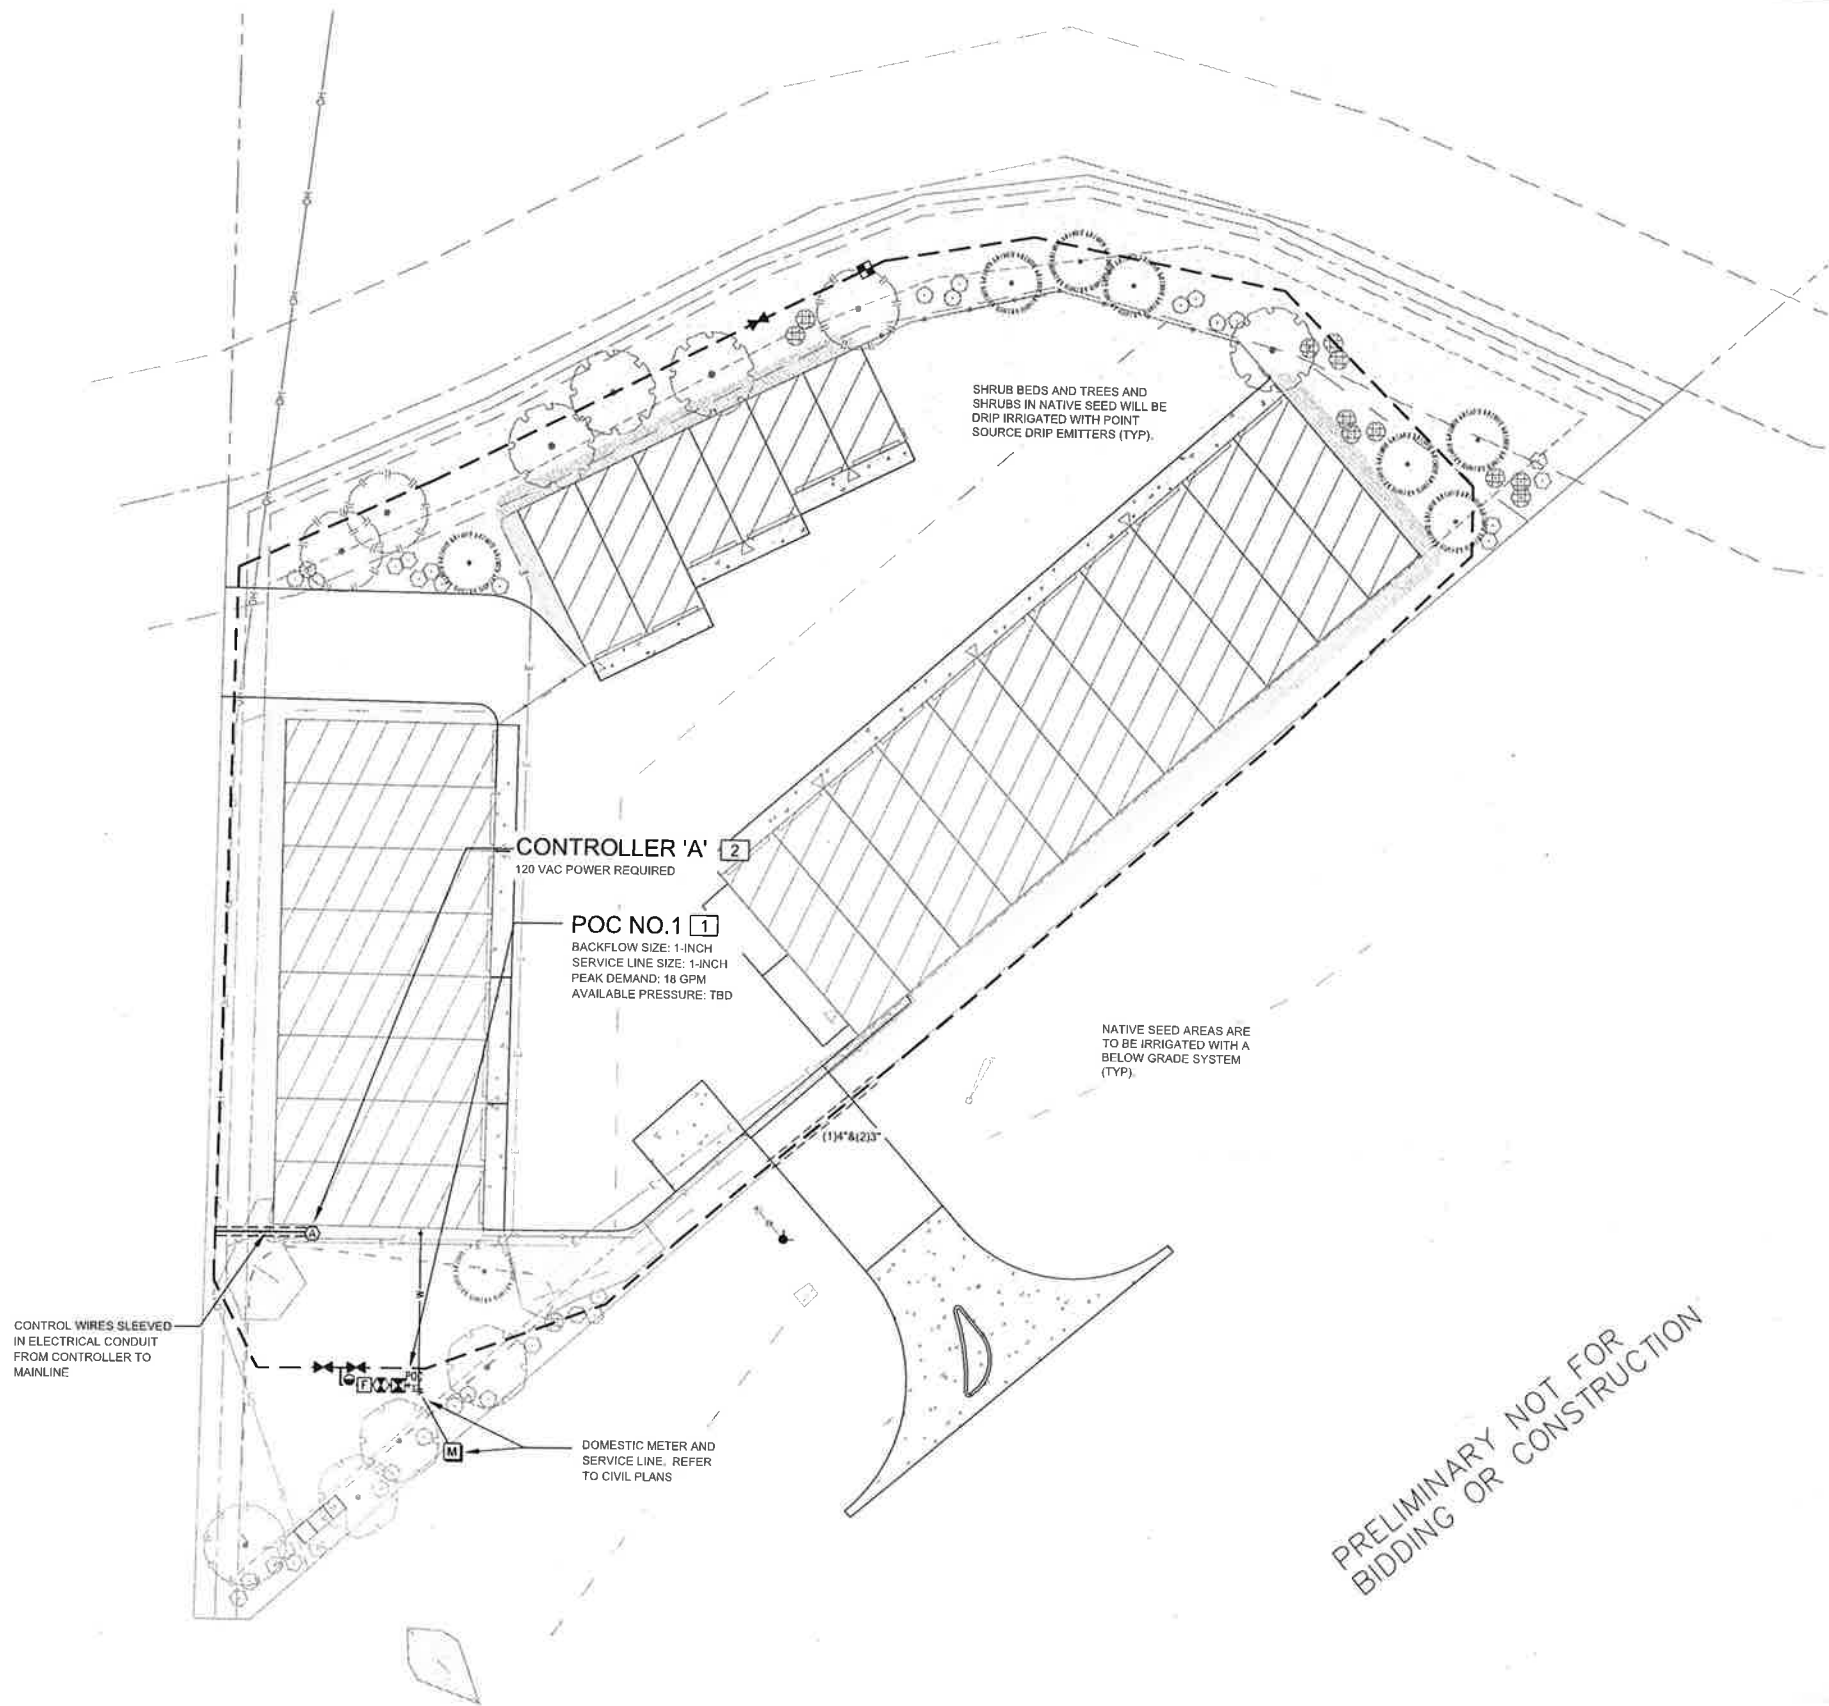 SHRUB BEDS AND TREES AND
SHRUBS IN NATIVE SEED WILL BE
DRIP IRRIGATED WITH POINT
SOURCE DRIP EMITTERS (TYP).
CONTROLLER 'A' 2
120 VAC POWER REQUIRED
POC NO.1 1
BACKFLOW SIZE: 1-INCH
SERVICE LINE SIZE: 1-INCH
PEAK DEMAND: 18 GPM
AVAILABLE PRESSURE: TBD
NATIVE SEED AREAS ARE
TO BE IRRIGATED WITH A
BELOW GRADE SYSTEM
(TYP).
(1)4"&(2)3"
A
W
CONTROL WIRES SLEEVED
IN ELECTRICAL CONDUIT
FROM CONTROLLER TO
MAINLINE
F
M
DOMESTIC METER AND
SERVICE LINE. REFER
TO CIVIL PLANS
PRELIMINARY NOT FOR
BIDDING OR CONSTRUCTION